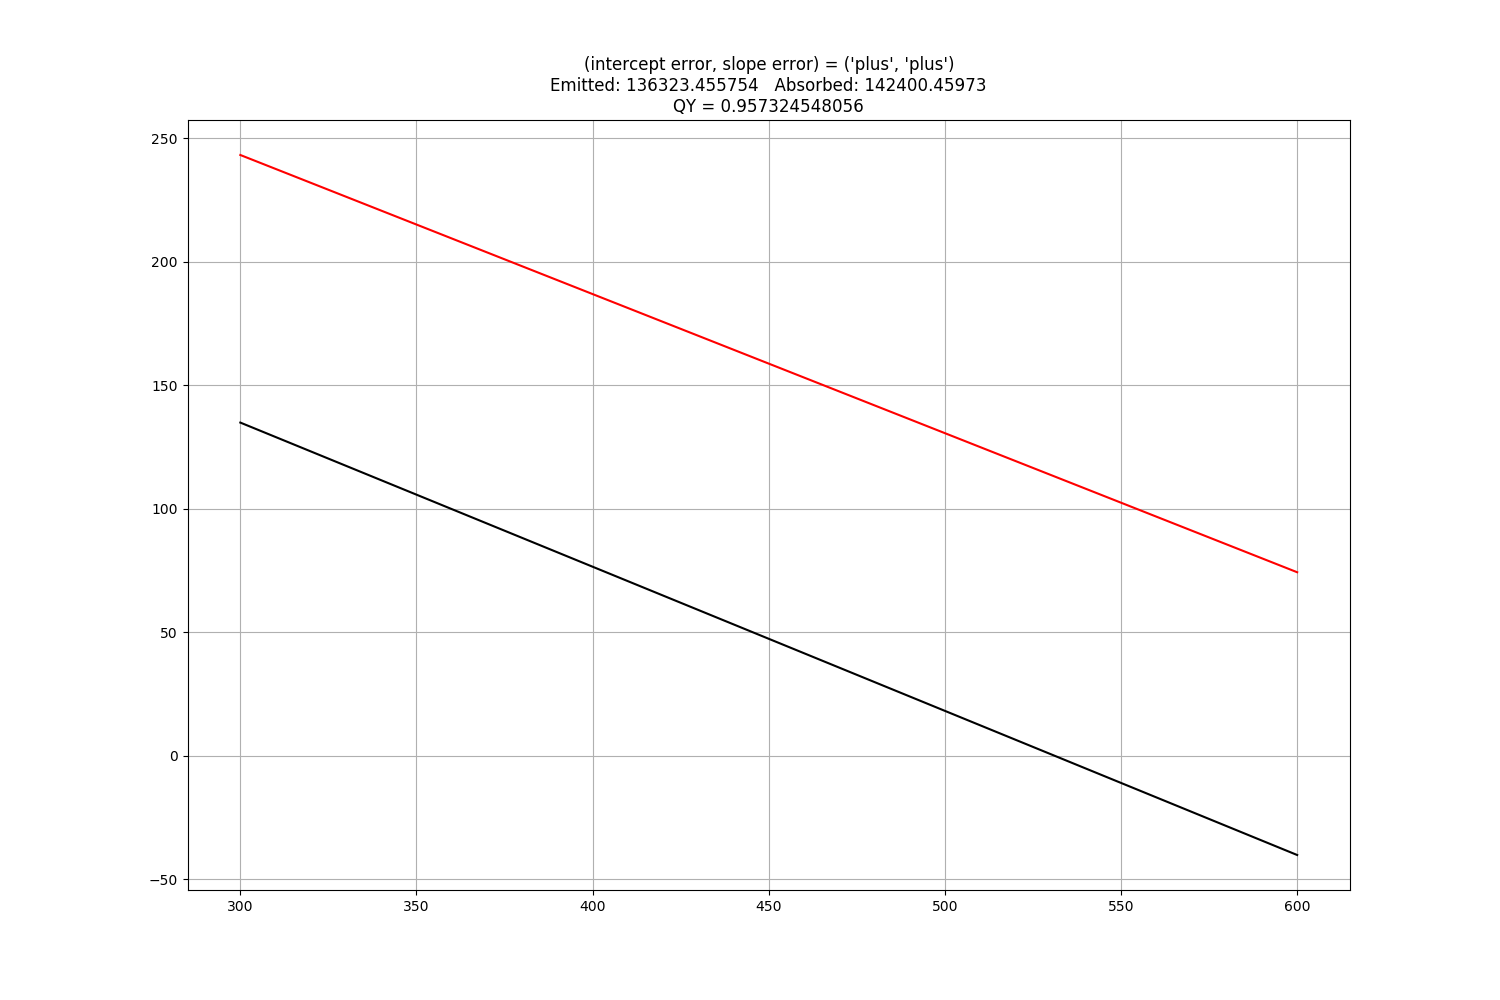 (intercept error, slope error) = ('plus', 'plus')
Emitted: 136323.455754   Absorbed: 142400.45973
QY = 0.957324548056
250
200
150
100
50
0
−50
300 350 400 450 500 550 600